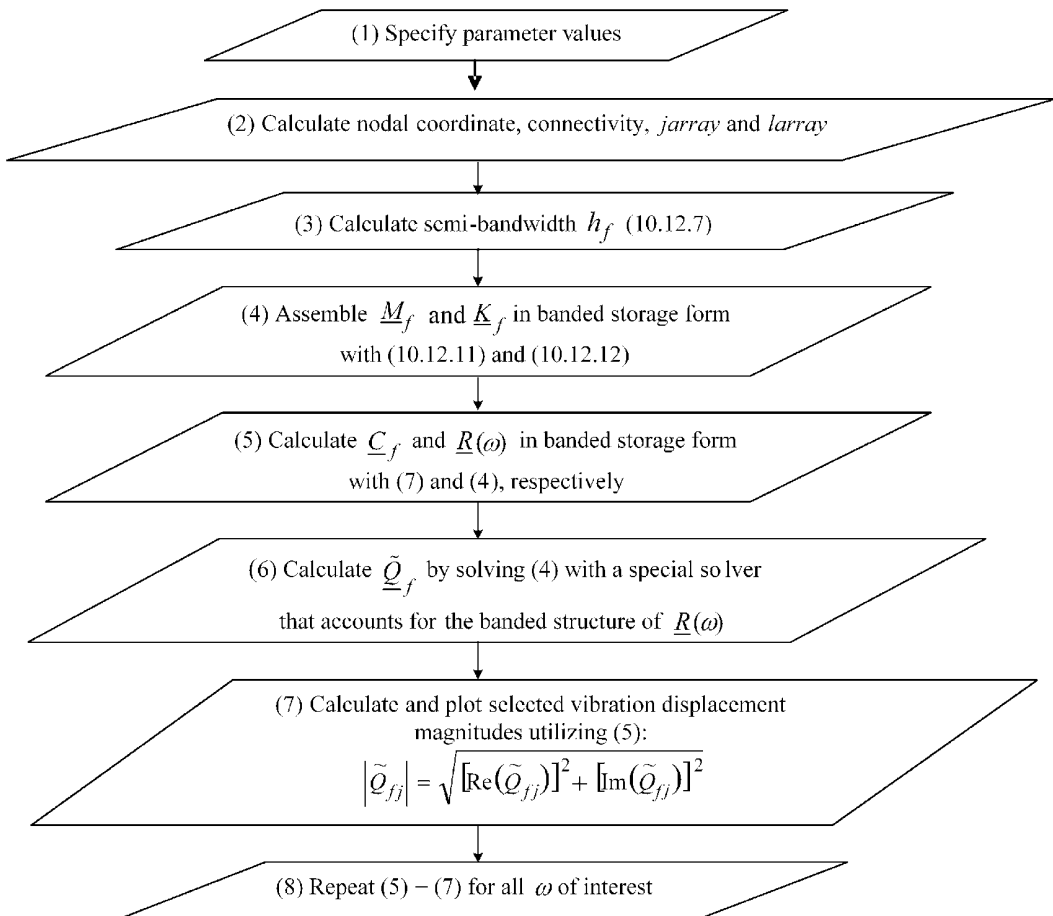 (1) Specify parameter values
(2) Calculate nodal coordinate, connectivity, jarray and larray
(3) Calculate semi-bandwidth h_f (10.12.7)
(4) Assemble M_f and K_f in banded storage form
with (10.12.11) and (10.12.12)
(5) Calculate C_f and R(ω) in banded storage form
with (7) and (4), respectively
(6) Calculate Q̃_f by solving (4) with a special solver
that accounts for the banded structure of R(ω)
(7) Calculate and plot selected vibration displacement
magnitudes utilizing (5):
|Q̃_fj| = √([Re(Q̃_fj)]² + [Im(Q̃_fj)]²)
(8) Repeat (5) − (7) for all ω of interest